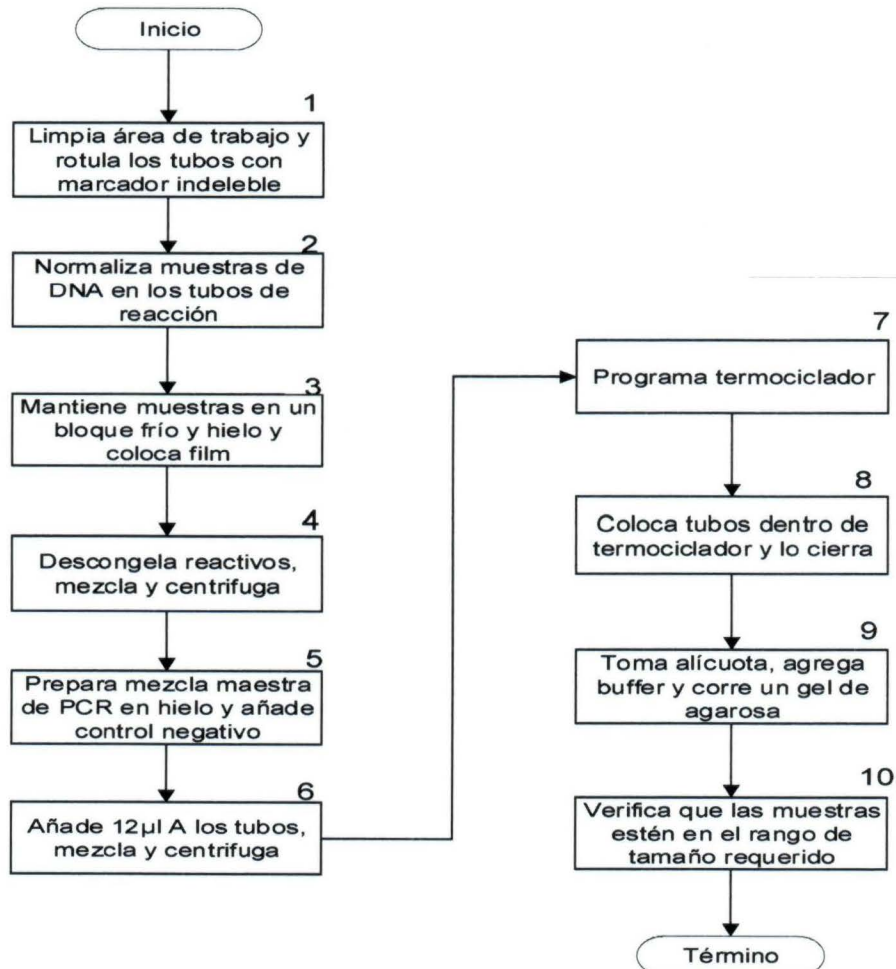 Inicio
1
Limpia área de trabajo y
rotula los tubos con
marcador indeleble
2
Normaliza muestras de
DNA en los tubos de
reacción
3
Mantiene muestras en un
bloque frío y hielo y
coloca film
4
Descongela reactivos,
mezcla y centrifuga
5
Prepara mezcla maestra
de PCR en hielo y añade
control negativo
6
Añade 12µl A los tubos,
mezcla y centrifuga
7
Programa termociclador
8
Coloca tubos dentro de
termociclador y lo cierra
9
Toma alícuota, agrega
buffer y corre un gel de
agarosa
10
Verifica que las muestras
estén en el rango de
tamaño requerido
Término